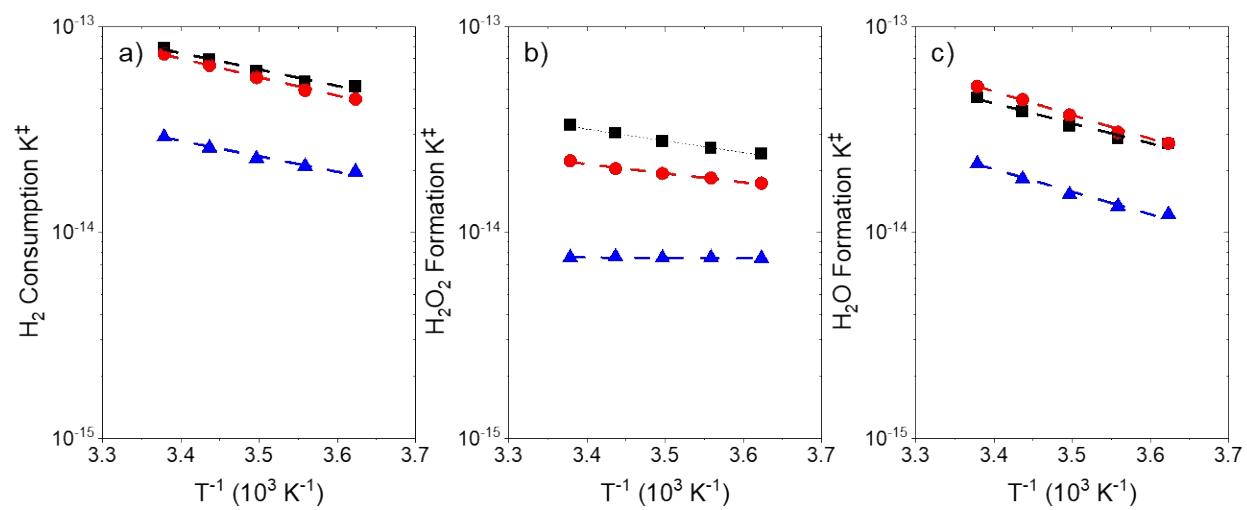 a)
10⁻¹³
10⁻¹⁴
10⁻¹⁵
H₂ Consumption K‡
3.3 3.4 3.5 3.6 3.7
T⁻¹ (10³ K⁻¹)
b)
10⁻¹³
10⁻¹⁴
10⁻¹⁵
H₂O₂ Formation K‡
3.3 3.4 3.5 3.6 3.7
T⁻¹ (10³ K⁻¹)
c)
10⁻¹³
10⁻¹⁴
10⁻¹⁵
H₂O Formation K‡
3.3 3.4 3.5 3.6 3.7
T⁻¹ (10³ K⁻¹)